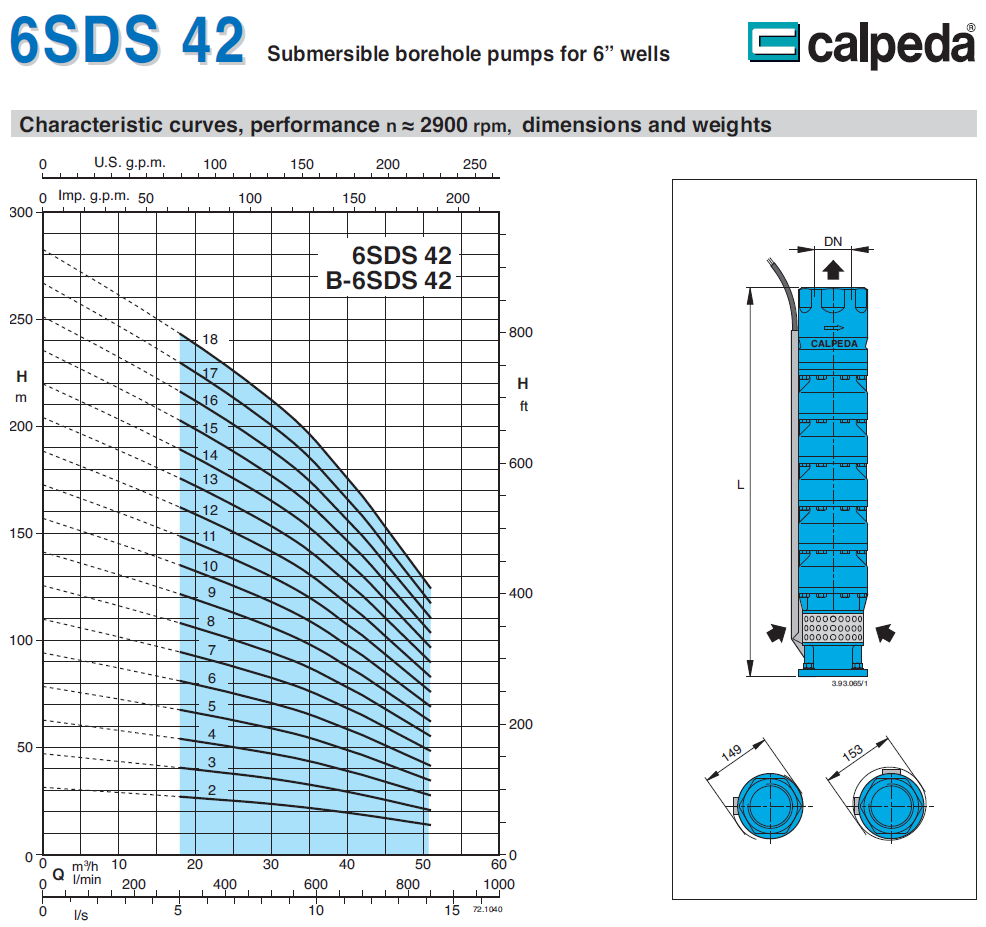 6SDS 42
Submersible borehole pumps for 6” wells
calpeda®
Characteristic curves, performance n ≈ 2900 rpm, dimensions and weights
0 U.S. g.p.m. 100 150 200 250
0 Imp. g.p.m. 50 100 150 200
300
6SDS 42
B-6SDS 42
250
H
m
200
150
100
50
0
18
17
16
15
14
13
12
11
10
9
8
7
6
5
4
3
2
800
H
ft
600
400
200
0
0 10 20 30 40 50 60
Q m³/h
l/min
0 200 400 600 800 1000
0 l/s 5 10 15 72.1040
DN
CALPEDA
L
3.93.065/1
149
153